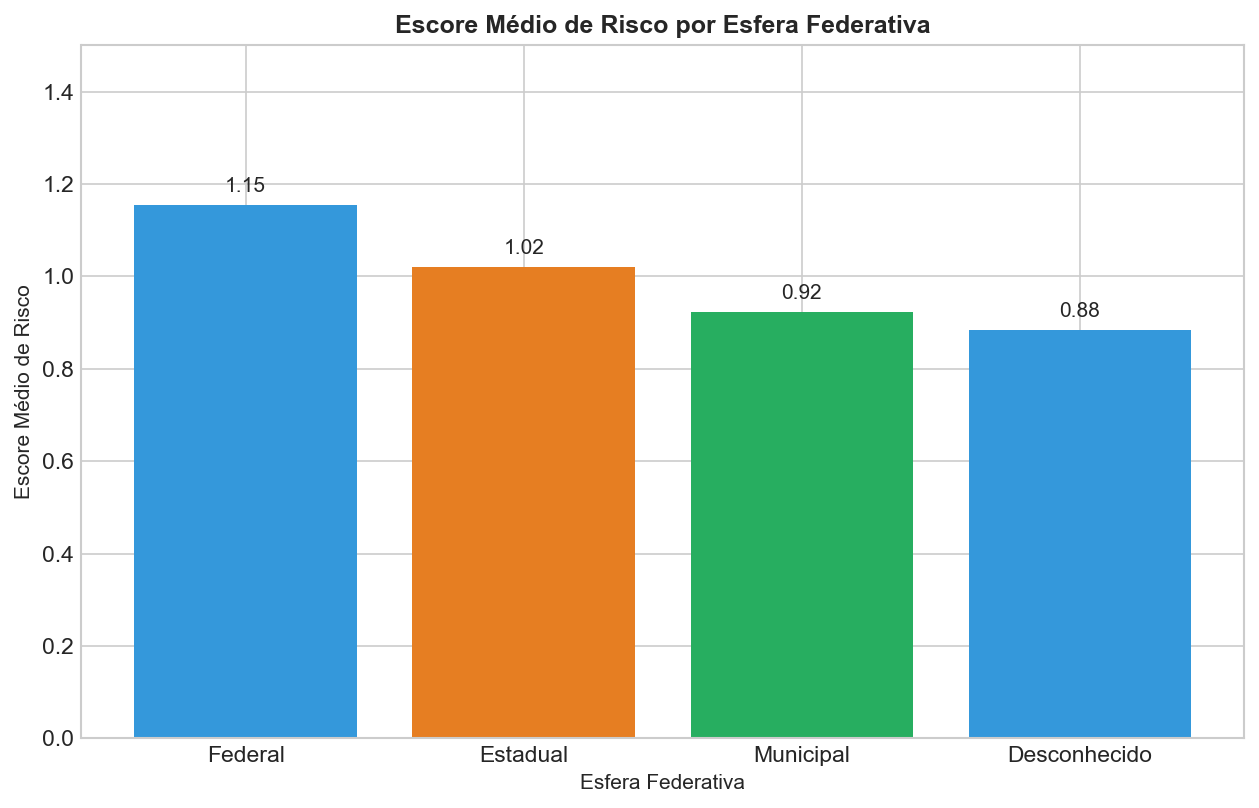 Escore Médio de Risco por Esfera Federativa
Escore Médio de Risco
1.4
1.2
1.0
0.8
0.6
0.4
0.2
0.0
1.15
1.02
0.92
0.88
Federal
Estadual
Municipal
Desconhecido
Esfera Federativa